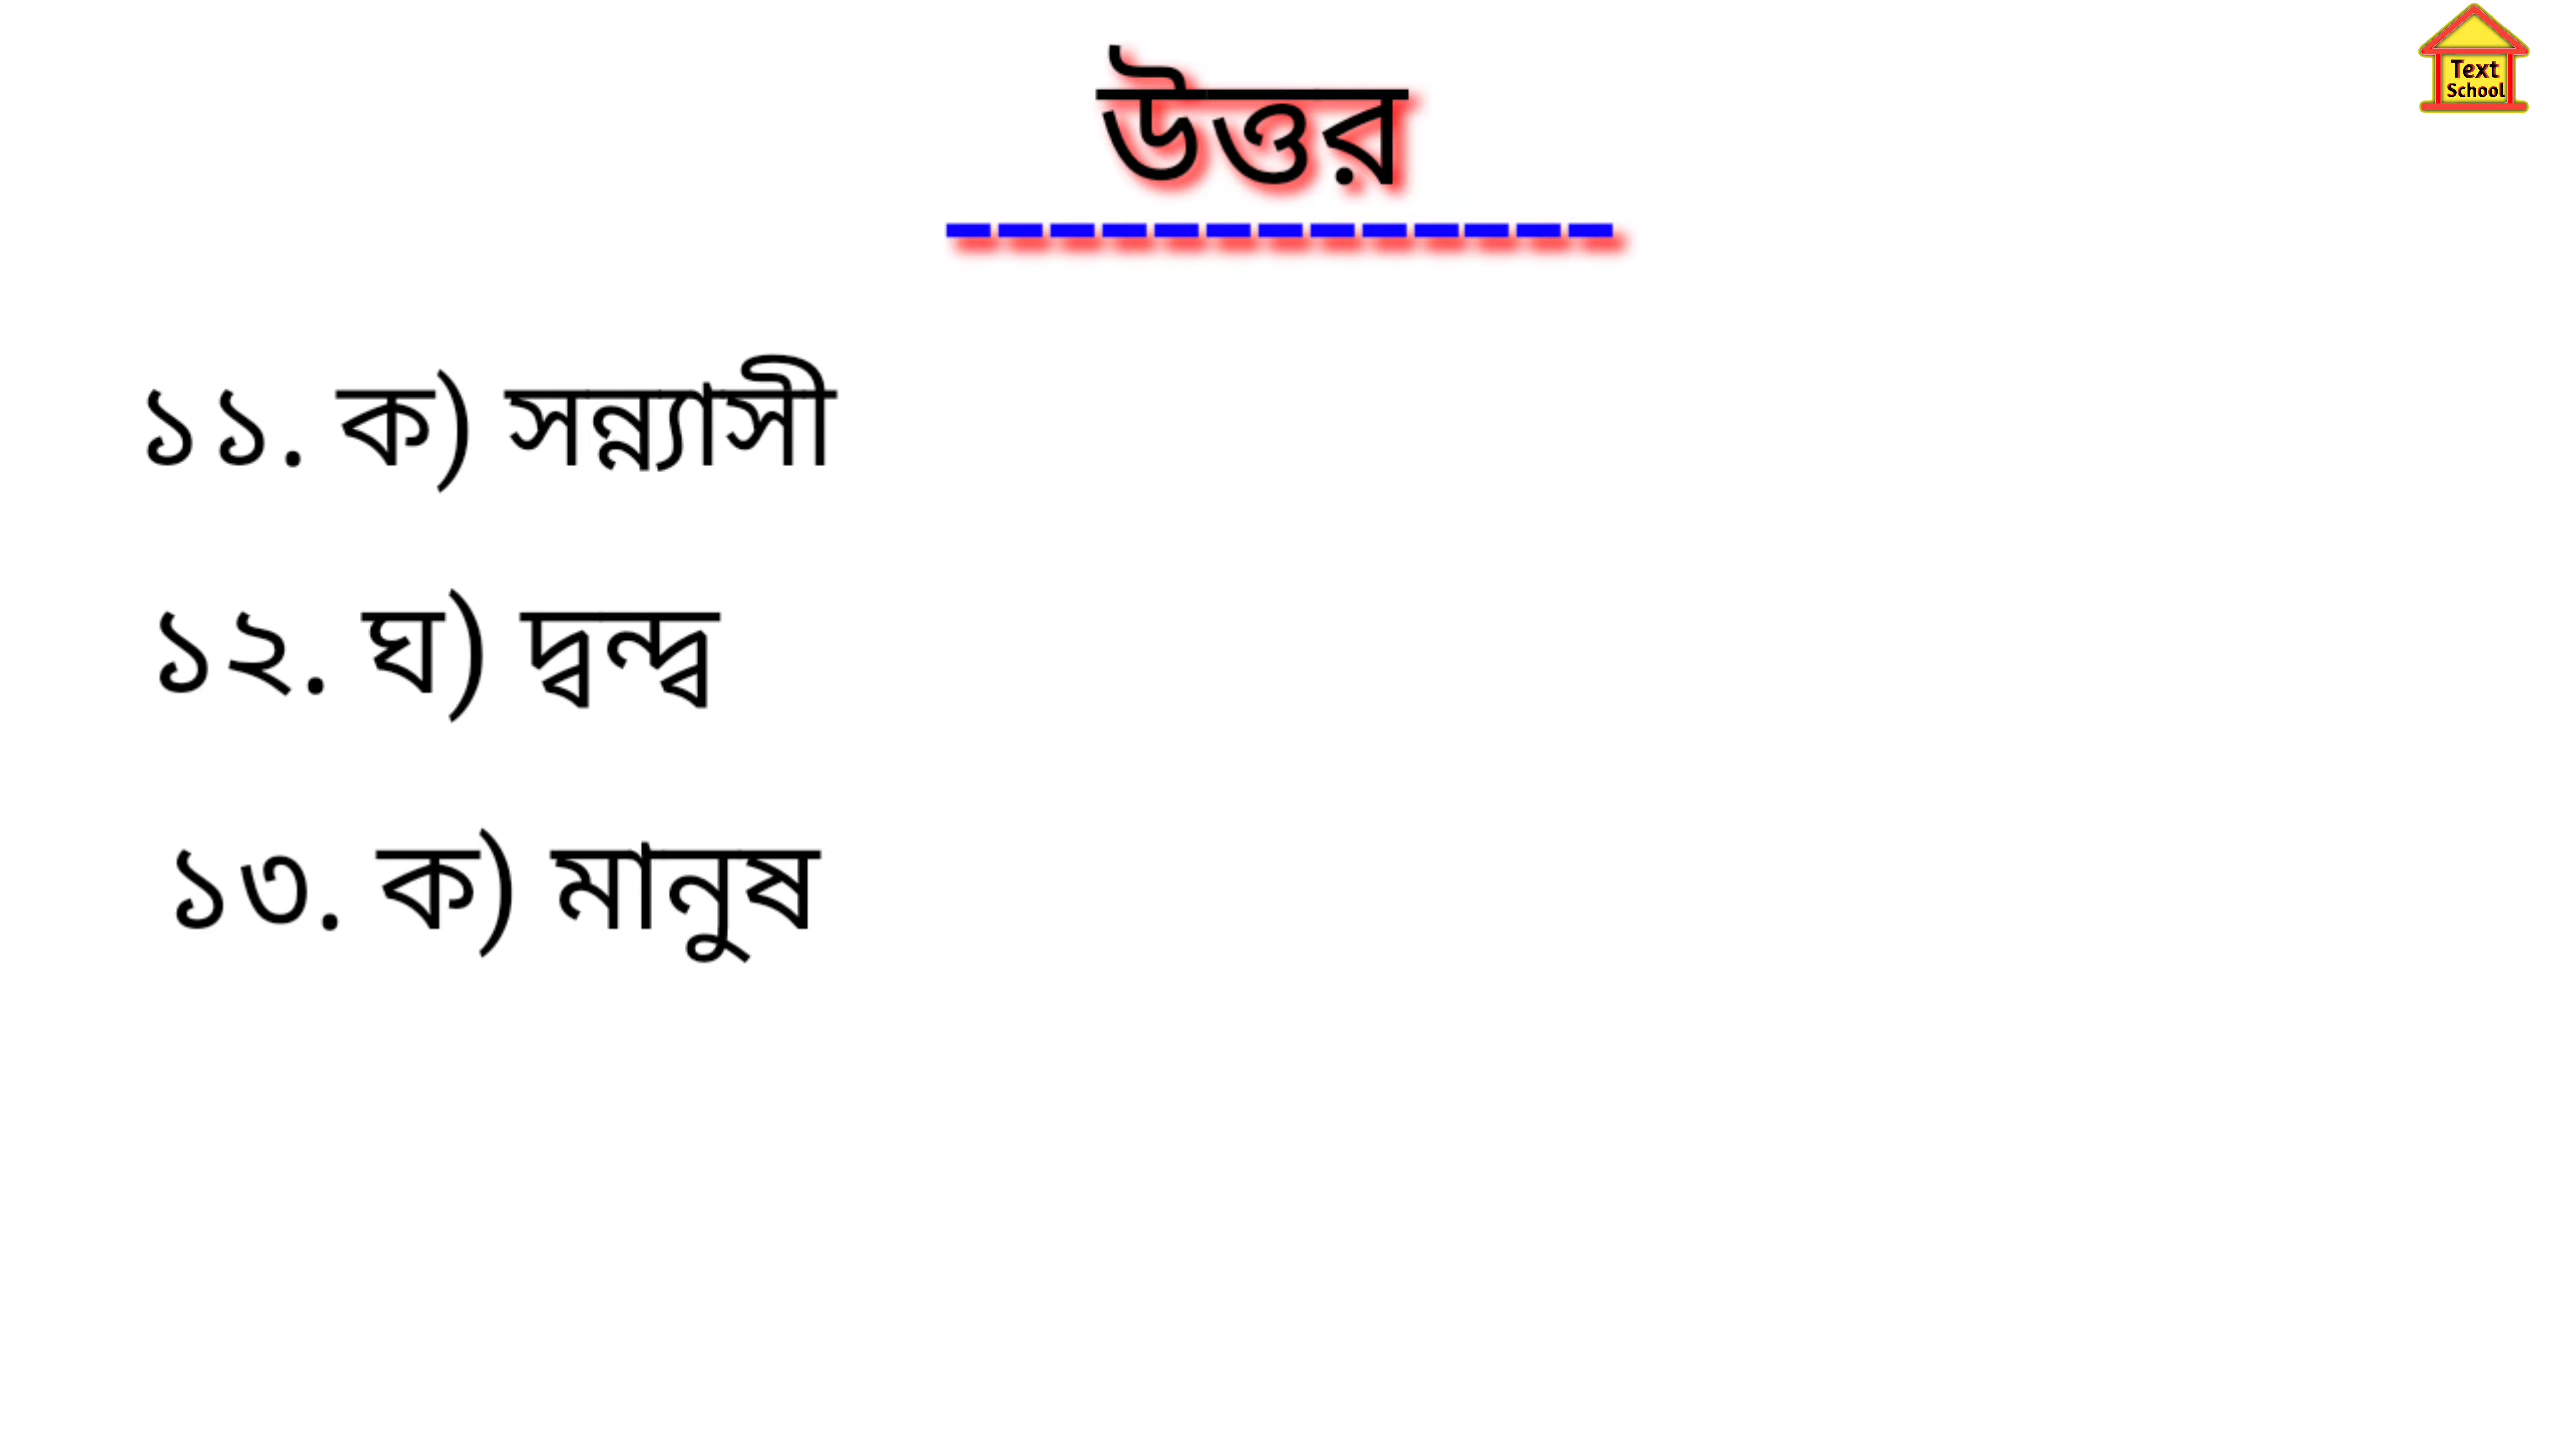 Text
School
উত্তর
-------------
১১. ক) সন্ন্যাসী
১২. ঘ) দ্বন্দ্ব
১৩. ক) মানুষ